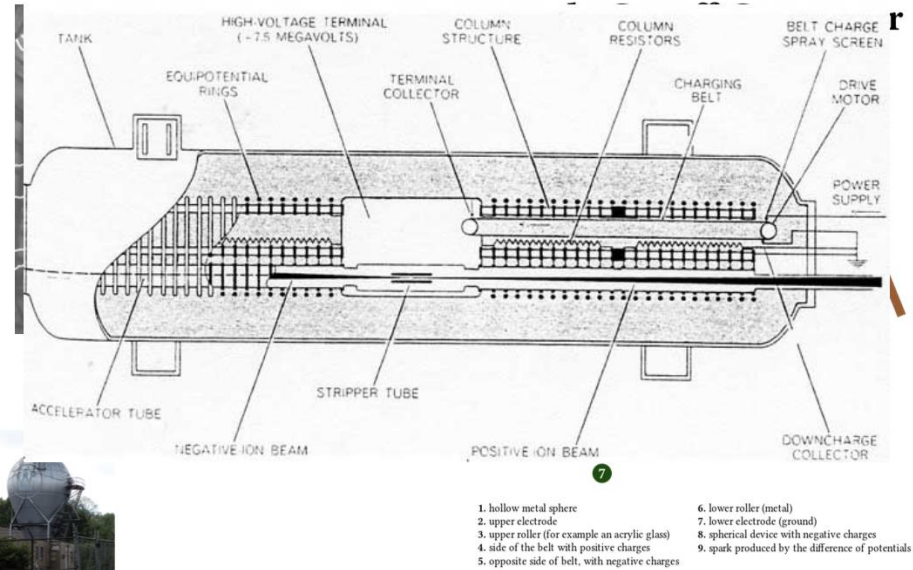 r
HIGH-VOLTAGE TERMINAL
(~7.5 MEGAVOLTS)
COLUMN
STRUCTURE
COLUMN
RESISTORS
BELT CHARGE
SPRAY SCREEN
TANK
EQUIPOTENTIAL
RINGS
TERMINAL
COLLECTOR
CHARGING
BELT
DRIVE
MOTOR
POWER
SUPPLY
STRIPPER TUBE
ACCELERATOR TUBE
NEGATIVE ION BEAM
POSITIVE ION BEAM
DOWNCHARGE
COLLECTOR
7
1. hollow metal sphere
2. upper electrode
3. upper roller (for example an acrylic glass)
4. side of the belt with positive charges
5. opposite side of belt, with negative charges
6. lower roller (metal)
7. lower electrode (ground)
8. spherical device with negative charges
9. spark produced by the difference of potentials